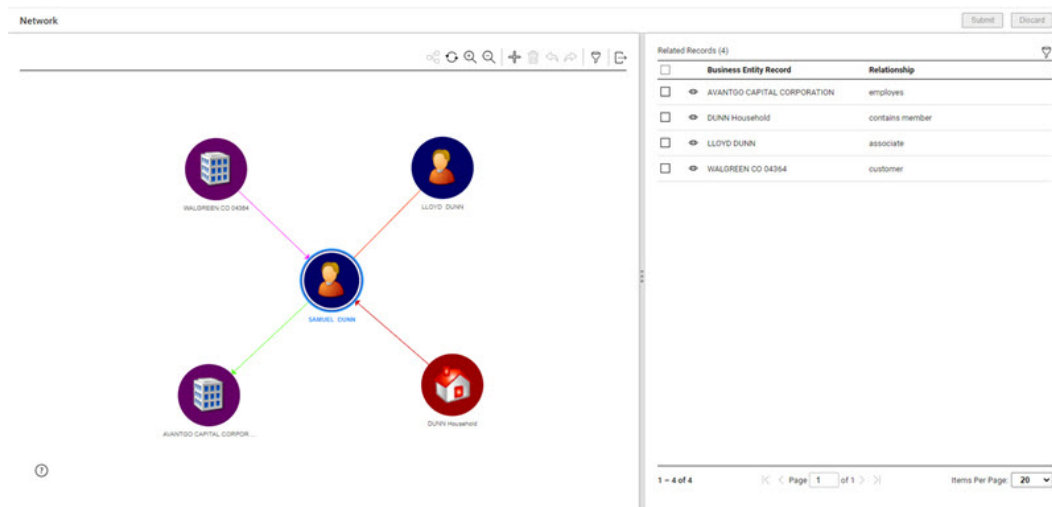 Network
Submit
Discard
WALGREEN CO 04364
LLOYD DUNN
SAMUEL DUNN
AVANTGO CAPITAL CORPOR...
DUNN Household
?
Related Records (4)
Business Entity Record Relationship
AVANTGO CAPITAL CORPORATION employes
DUNN Household contains member
LLOYD DUNN associate
WALGREEN CO 04364 customer
1 – 4 of 4 Page 1 of 1 Items Per Page: 20